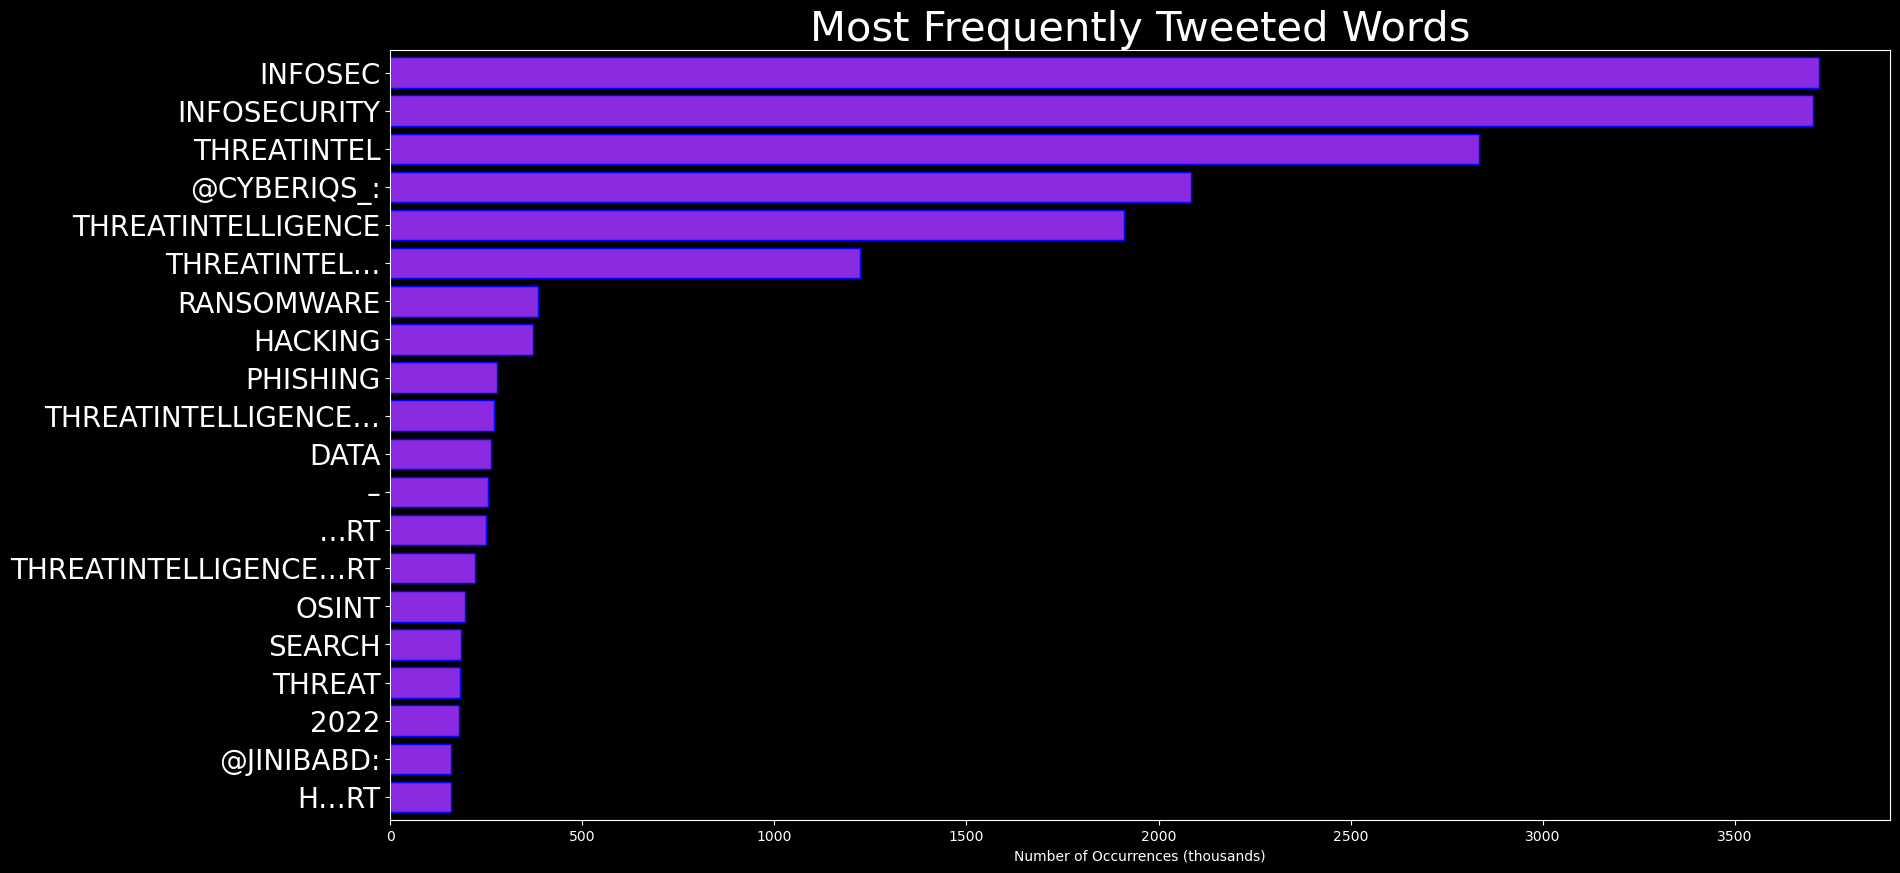 Most Frequently Tweeted Words
INFOSEC
INFOSECURITY
THREATINTEL
@CYBERIQS_:
THREATINTELLIGENCE
THREATINTEL…
RANSOMWARE
HACKING
PHISHING
THREATINTELLIGENCE…
DATA
–
…RT
THREATINTELLIGENCE…RT
OSINT
SEARCH
THREAT
2022
@JINIBABD:
H…RT
0 500 1000 1500 2000 2500 3000 3500
Number of Occurrences (thousands)